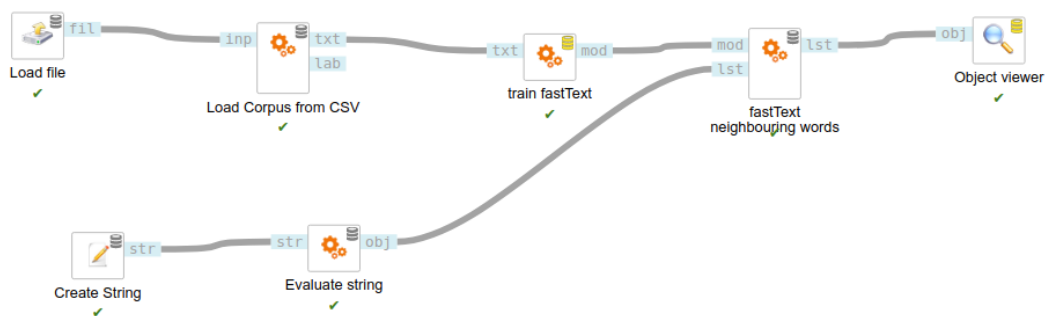 fil
Load file
inp
txt
lab
Load Corpus from CSV
txt
mod
train fastText
mod
lst
lst
fastText
neighbouring words
obj
Object viewer
str
Create String
str
obj
Evaluate string